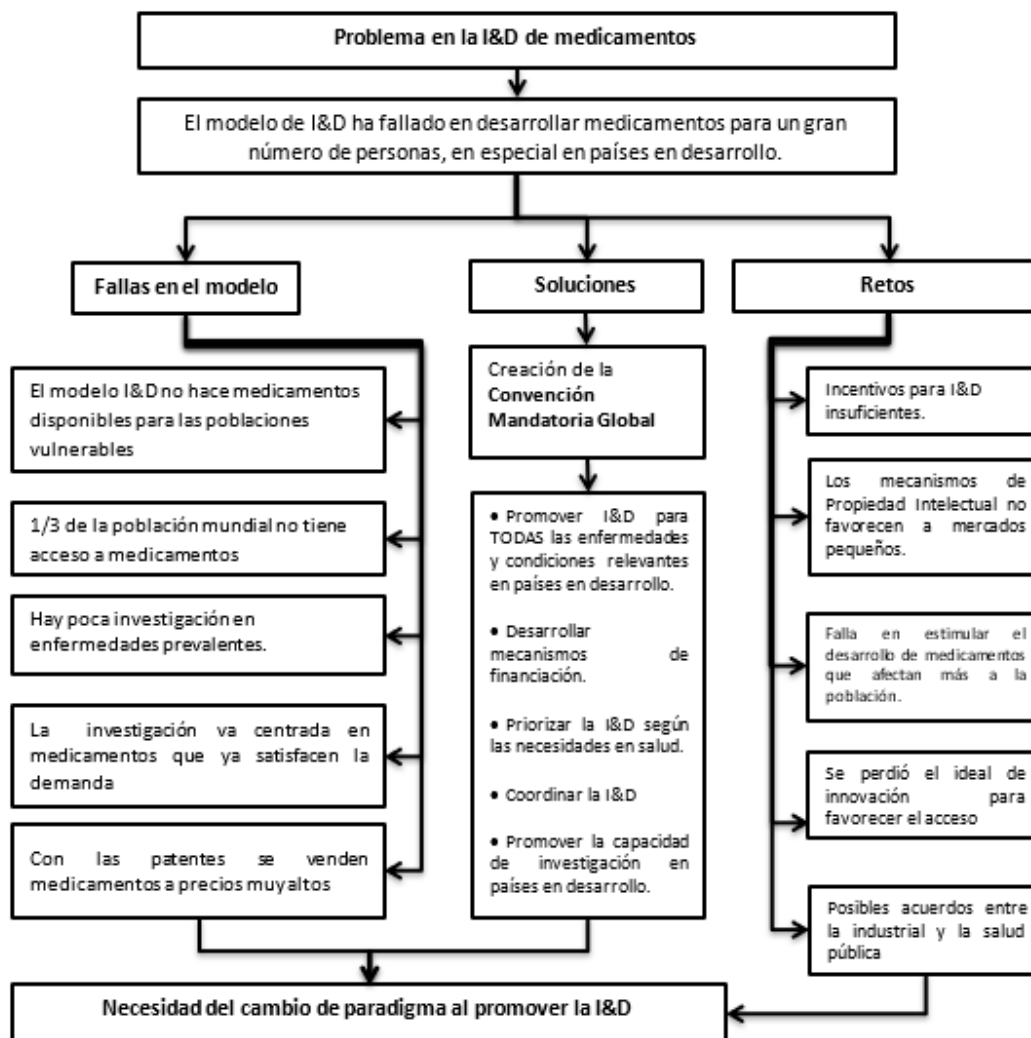 Problema en la I&D de medicamentos
El modelo de I&D ha fallado en desarrollar medicamentos para un gran
número de personas, en especial en países en desarrollo.
Fallas en el modelo
El modelo I&D no hace medicamentos
disponibles para las poblaciones
vulnerables
1/3 de la población mundial no tiene
acceso a medicamentos
Hay poca investigación en
enfermedades prevalentes.
La investigación va centrada en
medicamentos que ya satisfacen la
demanda
Con las patentes se venden
medicamentos a precios muy altos
Soluciones
Creación de la
Convención
Mandatoria Global
• Promover I&D para
TODAS las enfermedades
y condiciones relevantes
en países en desarrollo.
• Desarrollar
mecanismos de
financiación.
• Priorizar la I&D según
las necesidades en salud.
• Coordinar la I&D
• Promover la capacidad
de investigación en
países en desarrollo.
Retos
Incentivos para I&D
insuficientes.
Los mecanismos de
Propiedad Intelectual no
favorecen a mercados
pequeños.
Falla en estimular el
desarrollo de medicamentos
que afectan más a la
población.
Se perdió el ideal de
innovación para
favorecer el acceso
Posibles acuerdos entre
la industrial y la salud
pública
Necesidad del cambio de paradigma al promover la I&D